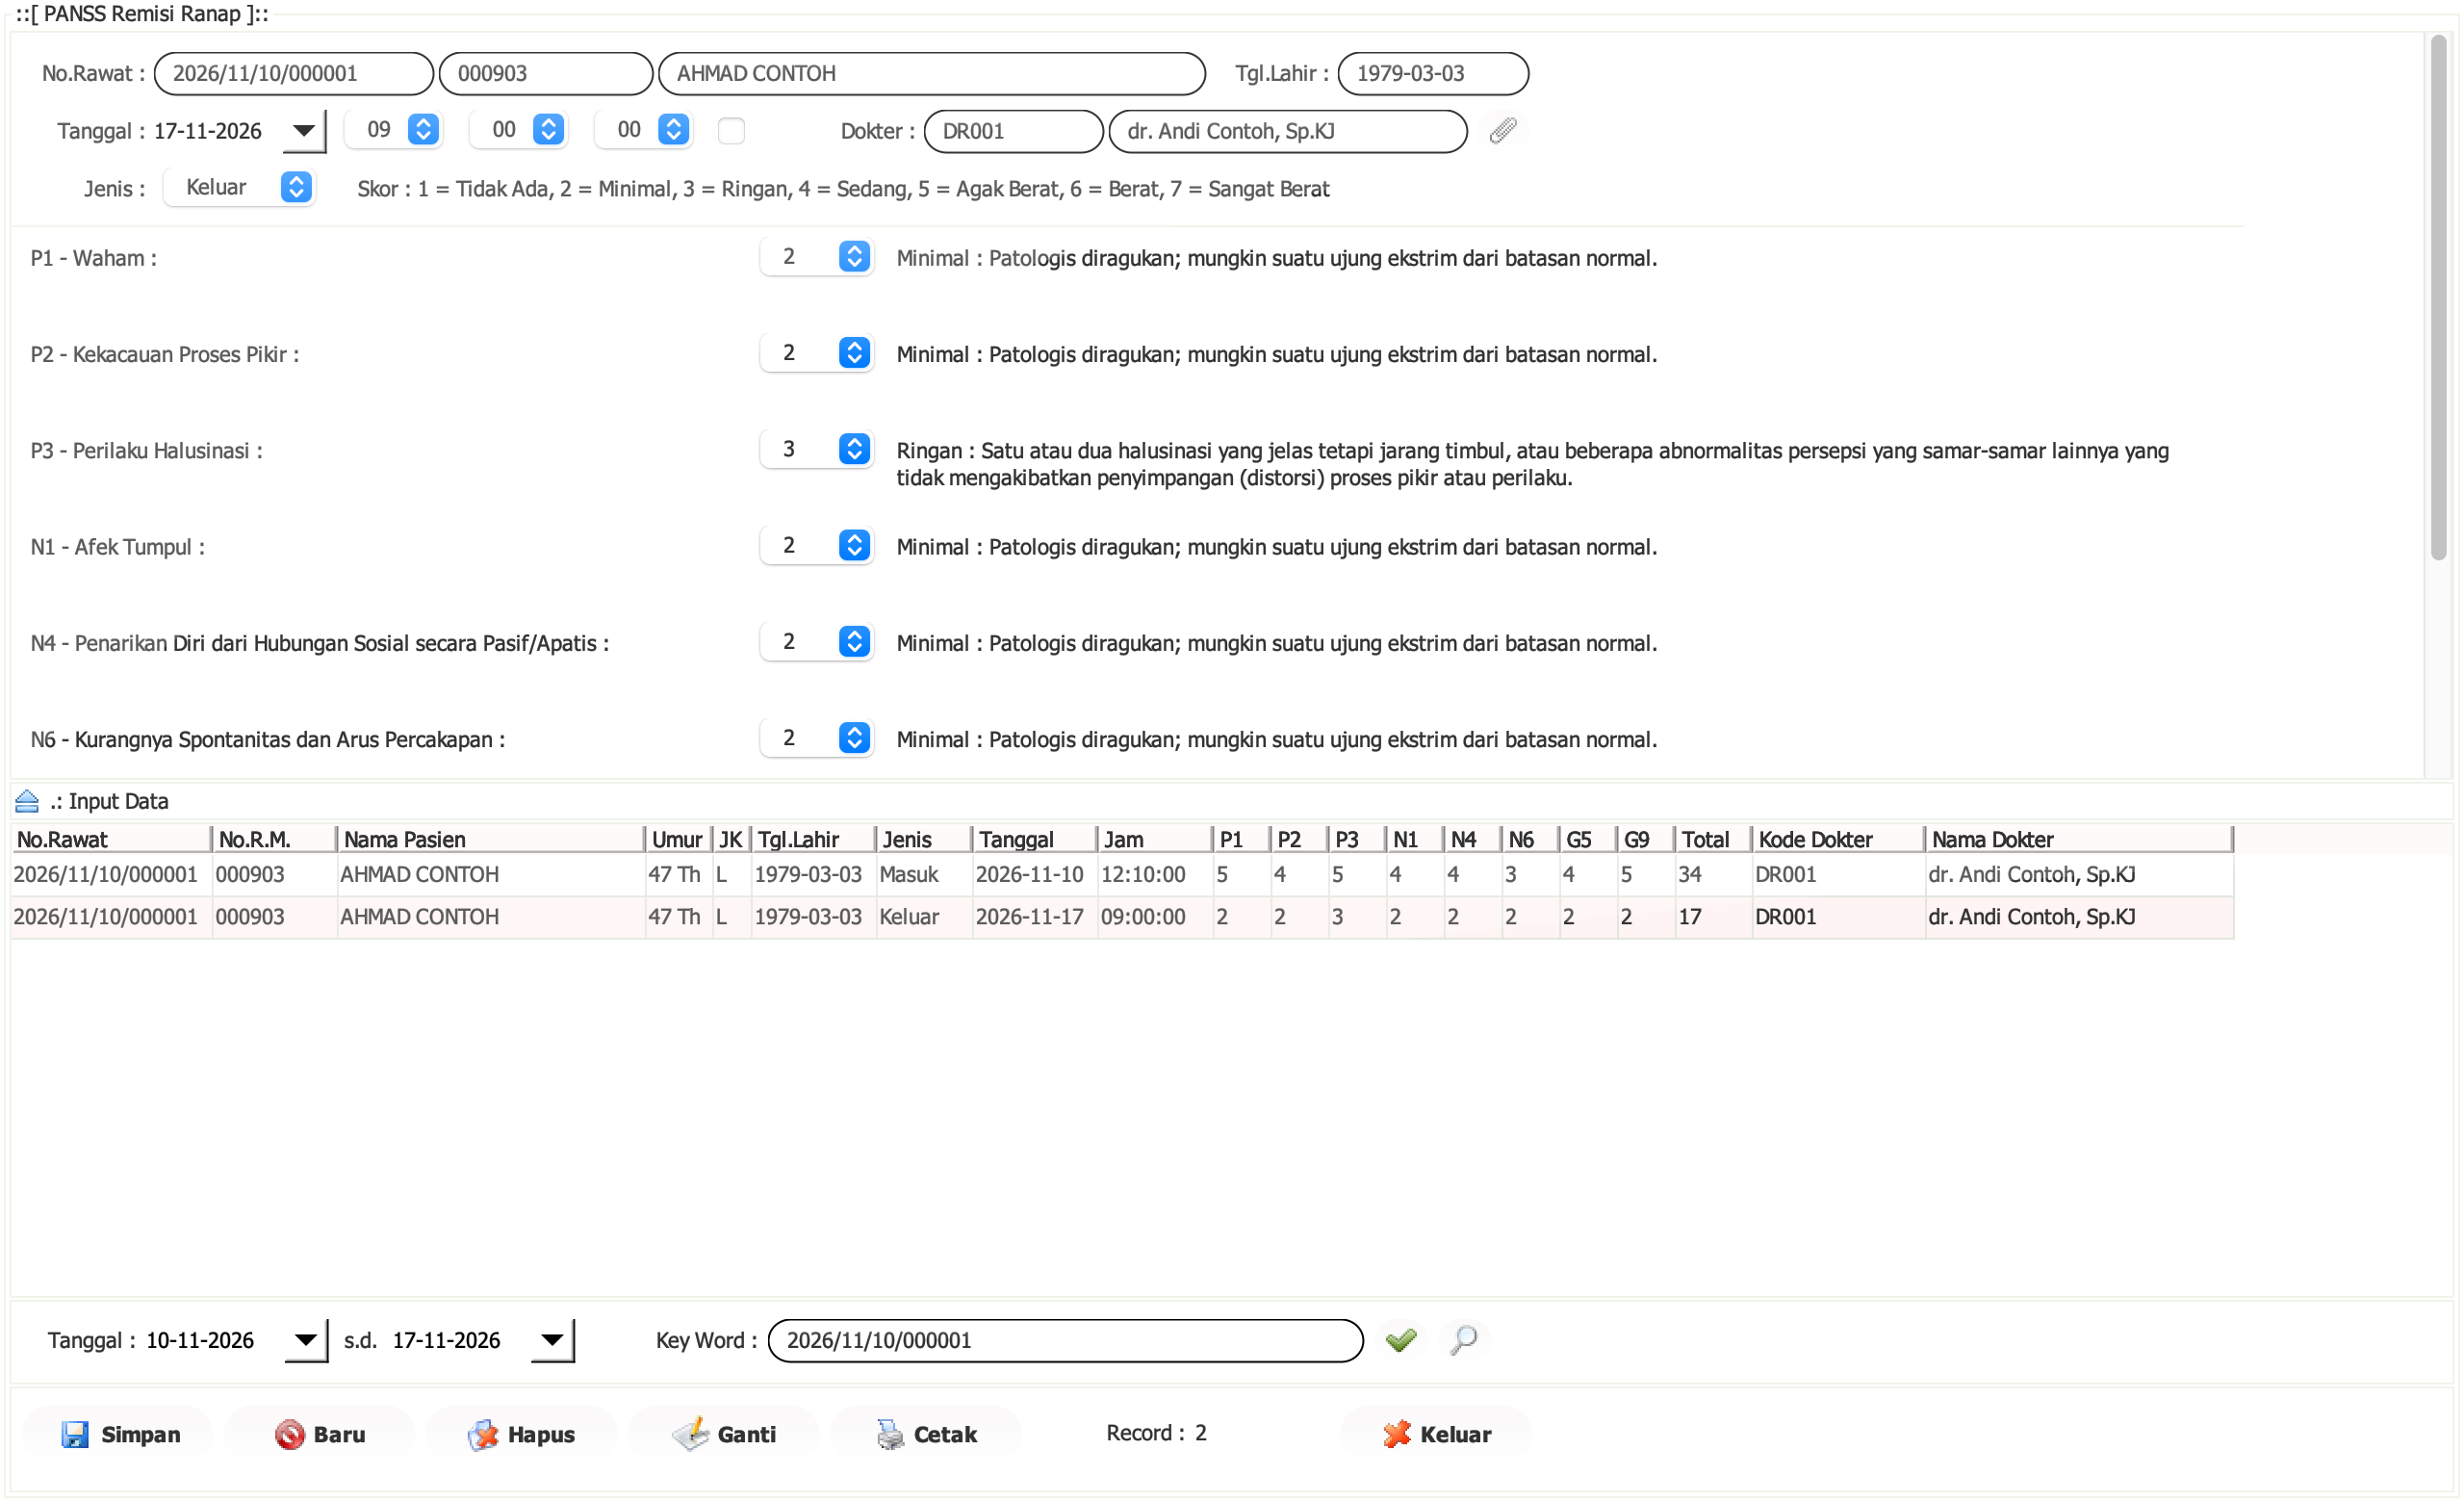 ::[ PANSS Remisi Ranap ]::
No.Rawat : 2026/11/10/000001 000903 AHMAD CONTOH Tgl.Lahir : 1979-03-03
Tanggal : 17-11-2026 09 00 00 Dokter : DR001 dr. Andi Contoh, Sp.KJ
Jenis : Keluar Skor : 1 = Tidak Ada, 2 = Minimal, 3 = Ringan, 4 = Sedang, 5 = Agak Berat, 6 = Berat, 7 = Sangat Berat
P1 - Waham : 2 Minimal : Patologis diragukan; mungkin suatu ujung ekstrim dari batasan normal.
P2 - Kekacauan Proses Pikir : 2 Minimal : Patologis diragukan; mungkin suatu ujung ekstrim dari batasan normal.
P3 - Perilaku Halusinasi : 3 Ringan : Satu atau dua halusinasi yang jelas tetapi jarang timbul, atau beberapa abnormalitas persepsi yang samar-samar lainnya yang
tidak mengakibatkan penyimpangan (distorsi) proses pikir atau perilaku.
N1 - Afek Tumpul : 2 Minimal : Patologis diragukan; mungkin suatu ujung ekstrim dari batasan normal.
N4 - Penarikan Diri dari Hubungan Sosial secara Pasif/Apatis : 2 Minimal : Patologis diragukan; mungkin suatu ujung ekstrim dari batasan normal.
N6 - Kurangnya Spontanitas dan Arus Percakapan : 2 Minimal : Patologis diragukan; mungkin suatu ujung ekstrim dari batasan normal.
.: Input Data
No.Rawat No.R.M. Nama Pasien Umur JK Tgl.Lahir Jenis Tanggal Jam P1 P2 P3 N1 N4 N6 G5 G9 Total Kode Dokter Nama Dokter
2026/11/10/000001 000903 AHMAD CONTOH 47 Th L 1979-03-03 Masuk 2026-11-10 12:10:00 5 4 5 4 4 3 4 5 34 DR001 dr. Andi Contoh, Sp.KJ
2026/11/10/000001 000903 AHMAD CONTOH 47 Th L 1979-03-03 Keluar 2026-11-17 09:00:00 2 2 3 2 2 2 2 2 17 DR001 dr. Andi Contoh, Sp.KJ
Tanggal : 10-11-2026 s.d. 17-11-2026 Key Word : 2026/11/10/000001
Simpan Baru Hapus Ganti Cetak Record : 2 Keluar